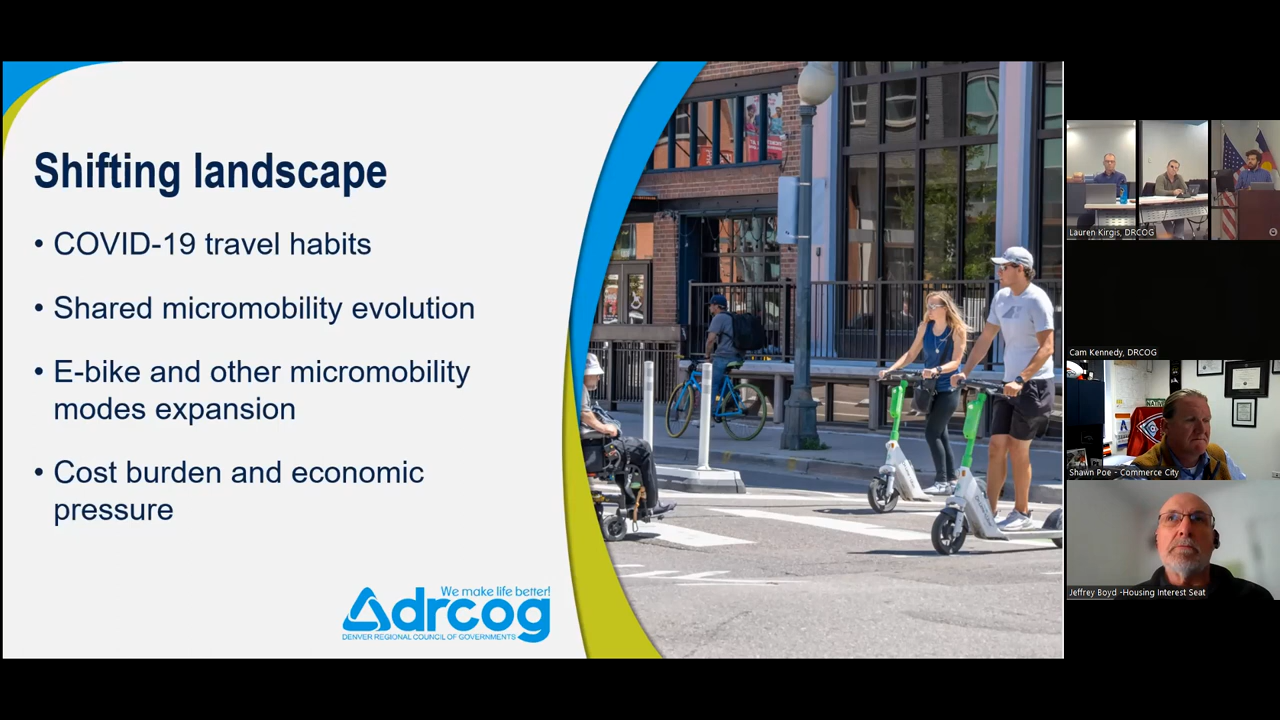 Shifting landscape
• COVID-19 travel habits
• Shared micromobility evolution
• E-bike and other micromobility
modes expansion
• Cost burden and economic
pressure
We make life better!
drcog
DENVER REGIONAL COUNCIL OF GOVERNMENTS
Lauren Kirgis, DRCOG
Cam Kennedy, DRCOG
NATIVE
Shawn Poe - Commerce City
Jeffrey Boyd -Housing Interest Seat